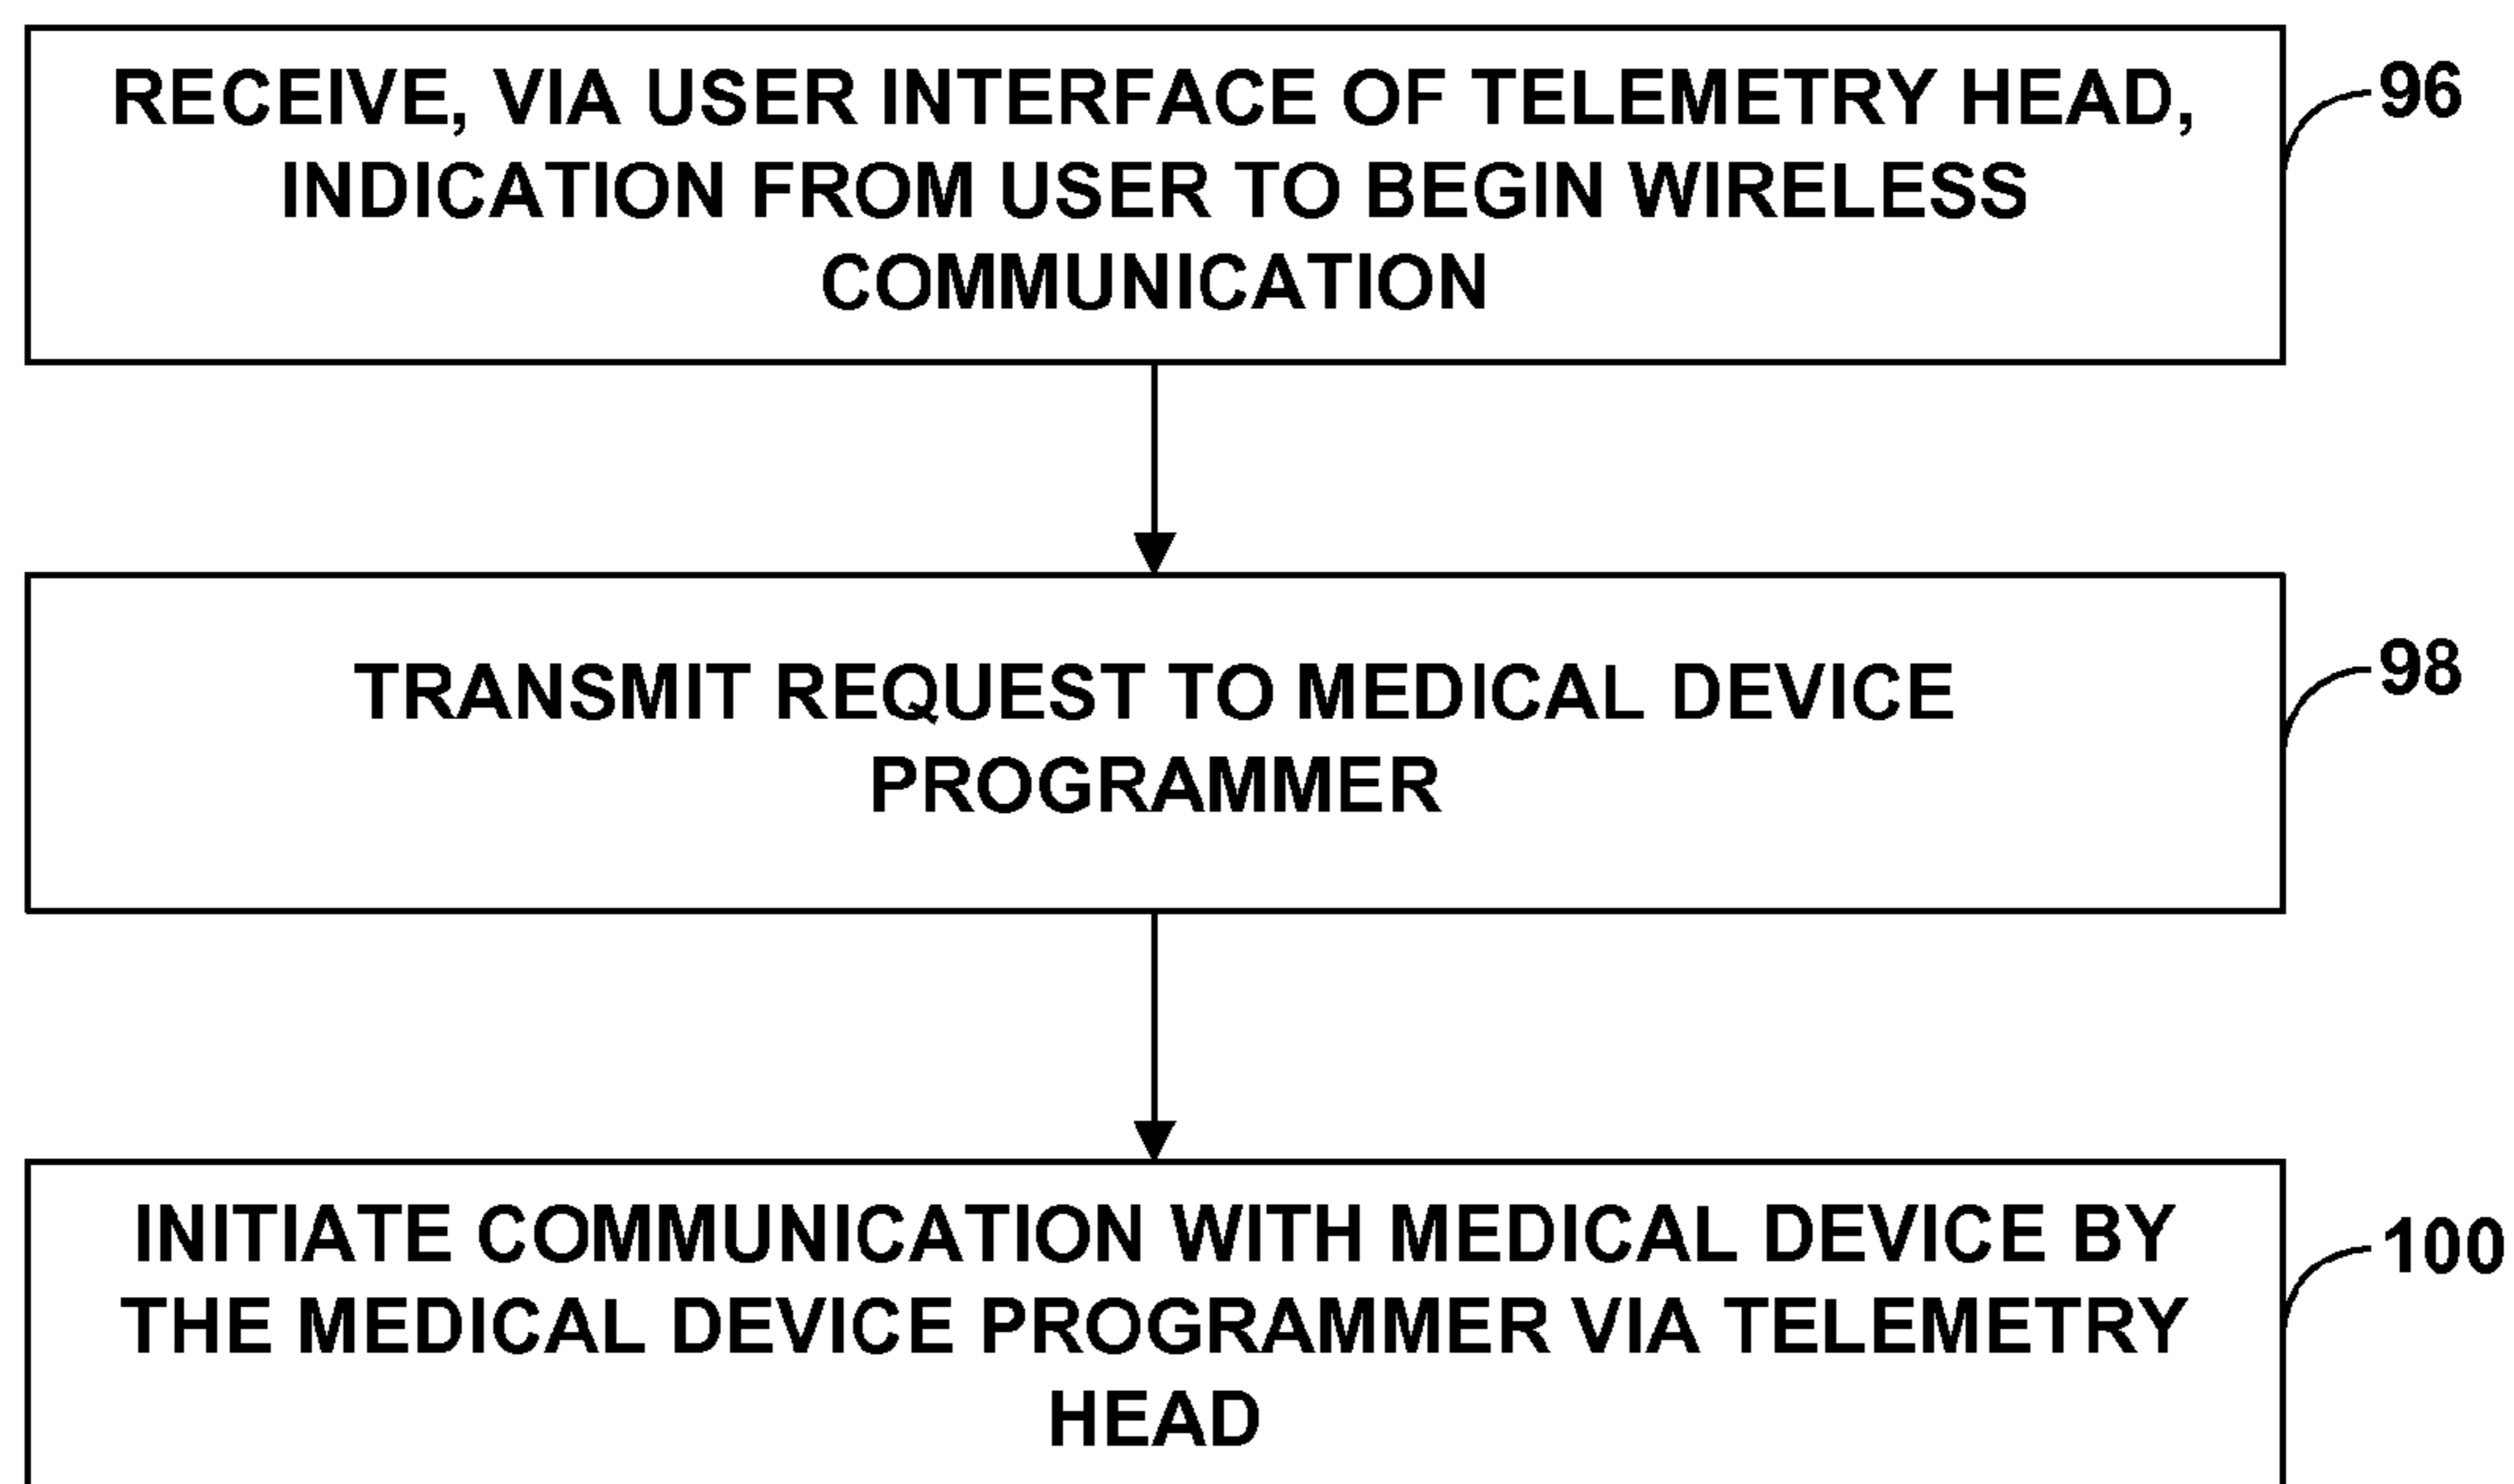 RECEIVE, VIA USER INTERFACE OF TELEMETRY HEAD,
INDICATION FROM USER TO BEGIN WIRELESS
COMMUNICATION
96
TRANSMIT REQUEST TO MEDICAL DEVICE
PROGRAMMER
98
INITIATE COMMUNICATION WITH MEDICAL DEVICE BY
THE MEDICAL DEVICE PROGRAMMER VIA TELEMETRY
HEAD
100